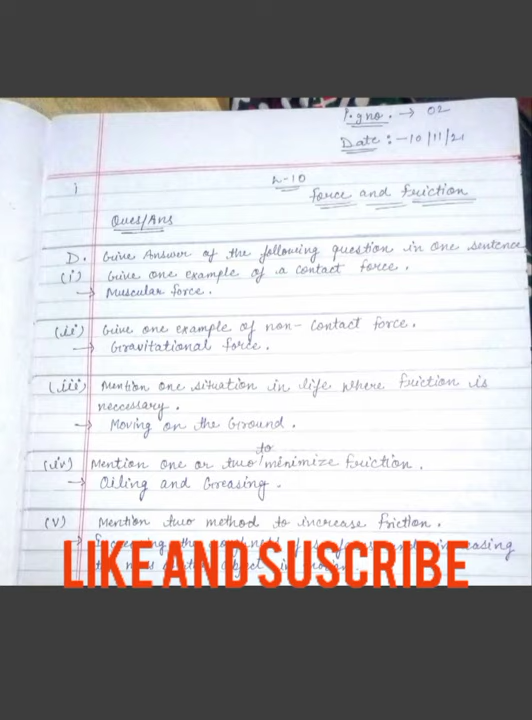 P.g no. → 02
Date :- 10/11/21
L-10
Force and Friction
Ques/Ans
D. Give Answer of the following question in one sentence
(i) Give one example of a contact force.
→ Muscular force.
(ii) Give one example of non-contact force.
→ Gravitational force.
(iii) Mention one situation in life where friction is
neccessary.
→ Moving on the Ground.
to
(iv) Mention one or two minimize friction.
→ Oiling and Greasing.
(v) Mention two method to increase friction.
→ increasing
LIKE AND SUSCRIBE